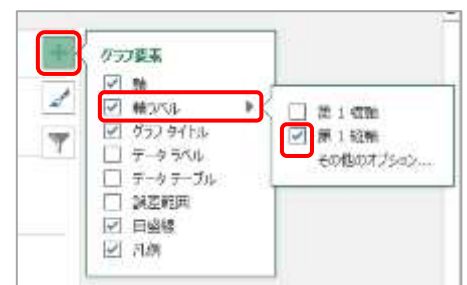 グラフ要素
軸
軸ラベル
グラフ タイトル
データ ラベル
データ テーブル
誤差範囲
目盛線
凡例
第 1 横軸
第 1 縦軸
その他のオプション...